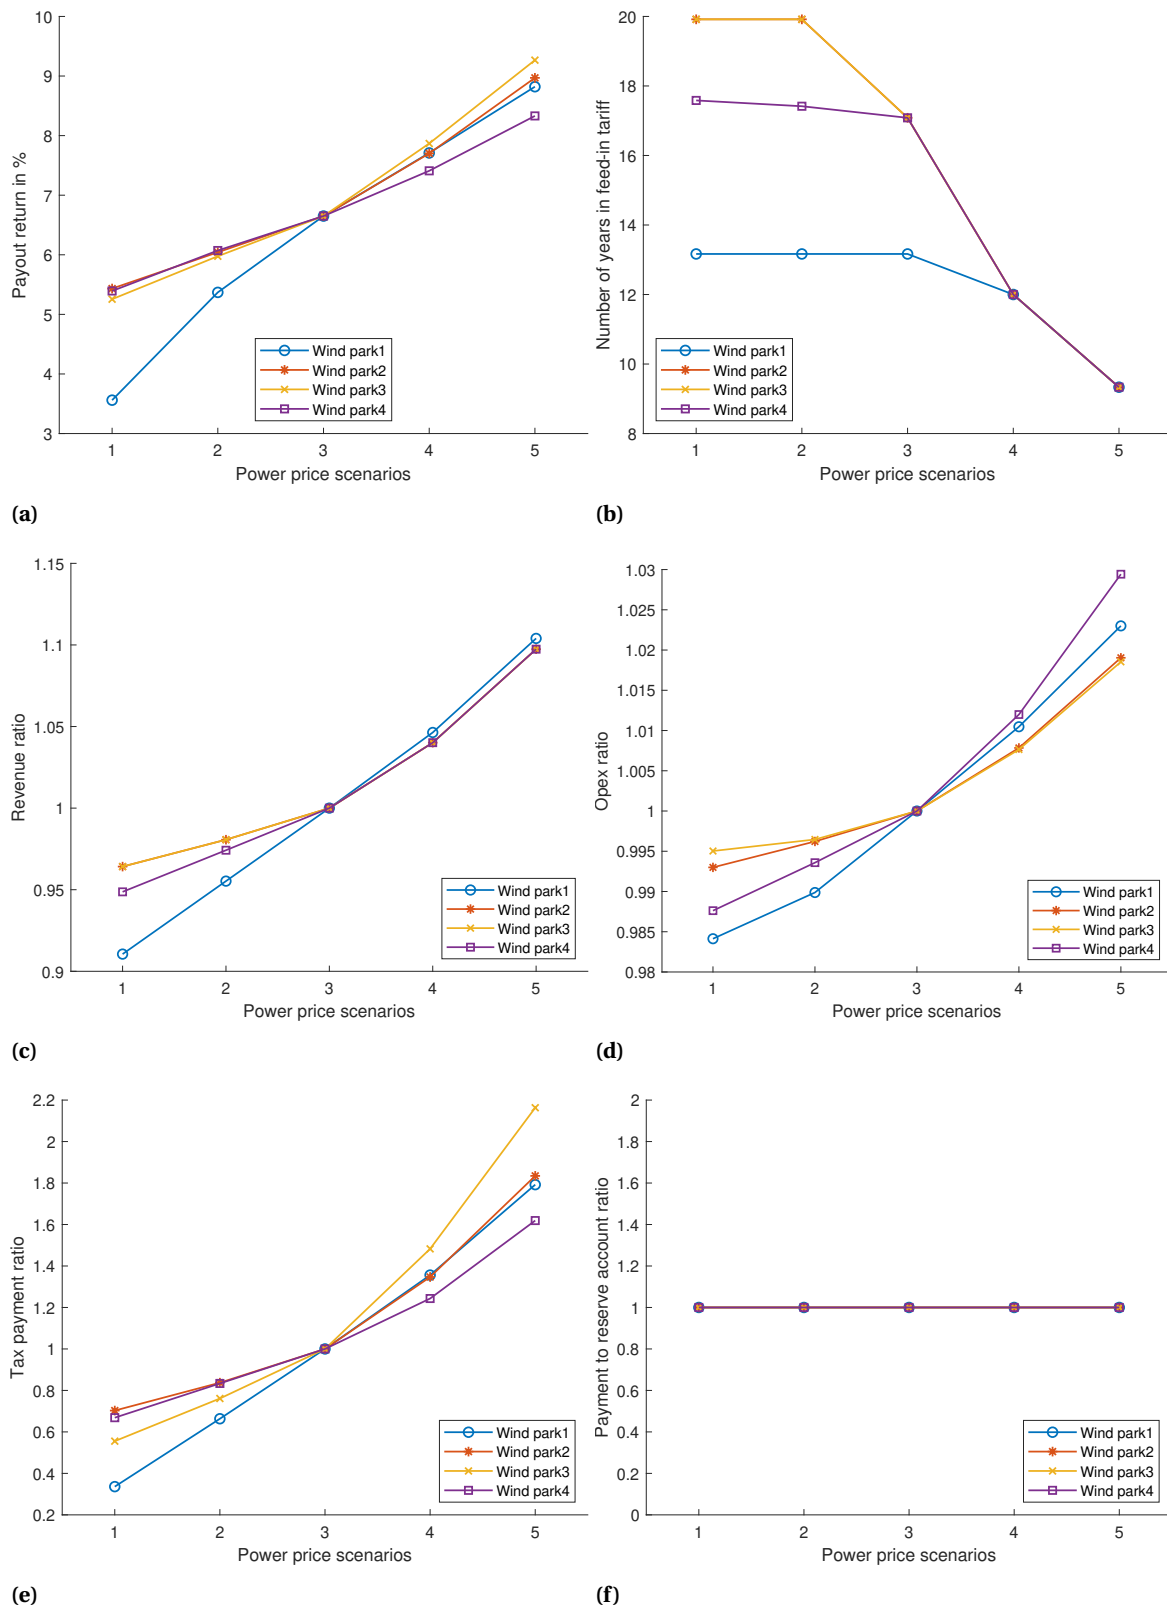 10
9
8
7
6
5
4
3
Payout return in %
Wind park1
Wind park2
Wind park3
Wind park4
1 2 3 4 5
Power price scenarios
(a)
20
18
16
14
12
10
8
Number of years in feed-in tariff
Wind park1
Wind park2
Wind park3
Wind park4
1 2 3 4 5
Power price scenarios
(b)
1.15
1.1
1.05
1
0.95
0.9
Revenue ratio
Wind park1
Wind park2
Wind park3
Wind park4
1 2 3 4 5
Power price scenarios
(c)
1.03
1.025
1.02
1.015
1.01
1.005
1
0.995
0.99
0.985
0.98
Opex ratio
Wind park1
Wind park2
Wind park3
Wind park4
1 2 3 4 5
Power price scenarios
(d)
2.2
2
1.8
1.6
1.4
1.2
1
0.8
0.6
0.4
0.2
Tax payment ratio
Wind park1
Wind park2
Wind park3
Wind park4
1 2 3 4 5
Power price scenarios
(e)
2
1.8
1.6
1.4
1.2
1
0.8
0.6
0.4
0.2
0
Payment to reserve account ratio
Wind park1
Wind park2
Wind park3
Wind park4
1 2 3 4 5
Power price scenarios
(f)